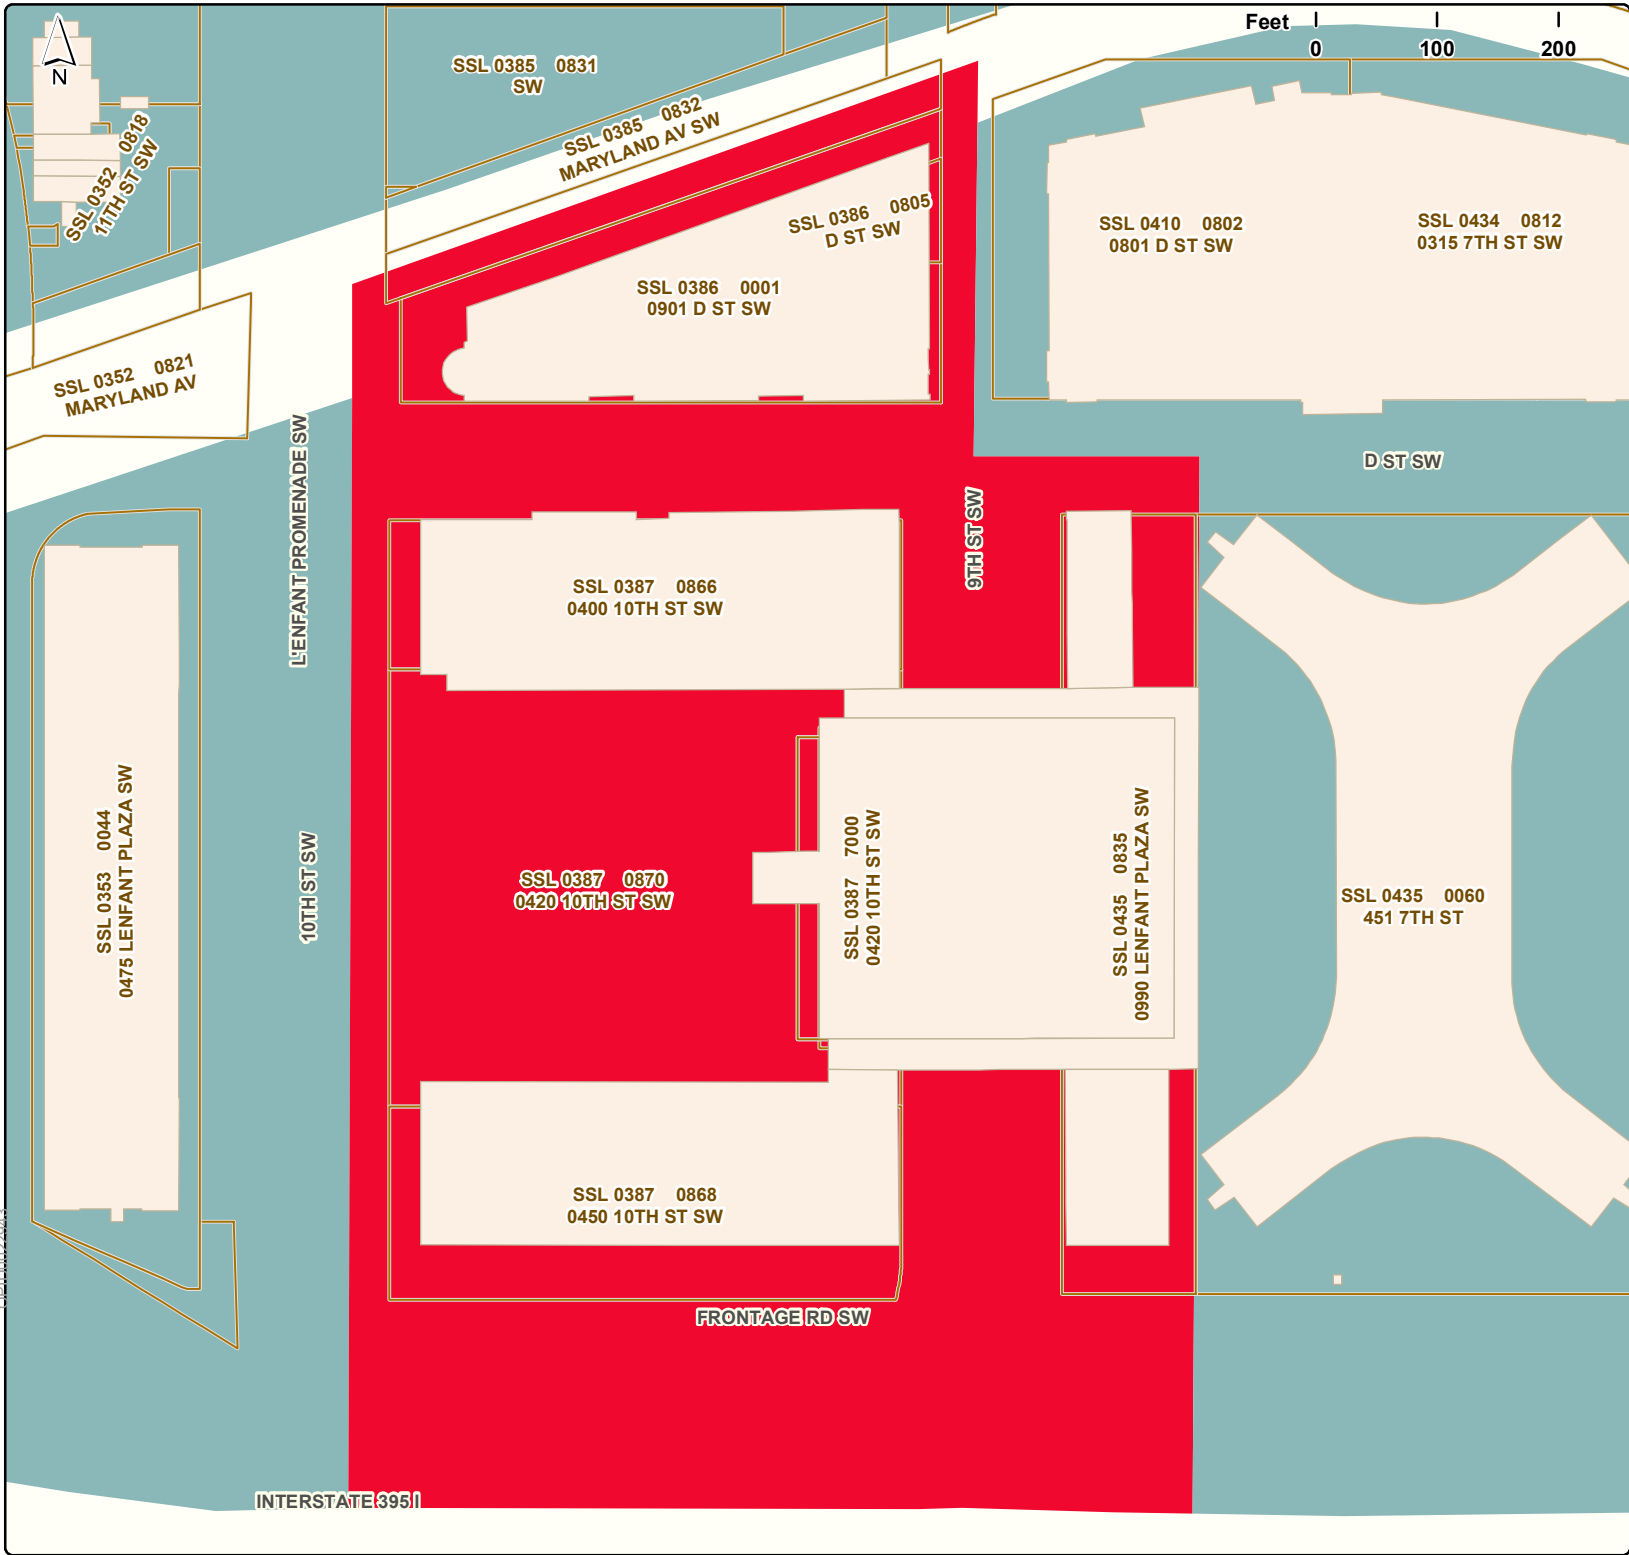 Feet
0 100 200
N
SSL 0385 0831
SW
SSL 0385 0832
MARYLAND AV SW
SSL 0352 0818
11TH ST SW
SSL 0386 0805
D ST SW
SSL 0410 0802
0801 D ST SW
SSL 0434 0812
0315 7TH ST SW
SSL 0386 0001
0901 D ST SW
SSL 0352 0821
MARYLAND AV
L'ENFANT PROMENADE SW
D ST SW
9TH ST SW
SSL 0387 0866
0400 10TH ST SW
SSL 0353 0044
0475 LENFANT PLAZA SW
10TH ST SW
SSL 0387 0870
0420 10TH ST SW
SSL 0387 7000
0420 10TH ST SW
SSL 0435 0835
0990 LENFANT PLAZA SW
SSL 0435 0060
451 7TH ST
SSL 0387 0868
0450 10TH ST SW
FRONTAGE RD SW
INTERSTATE 395 I